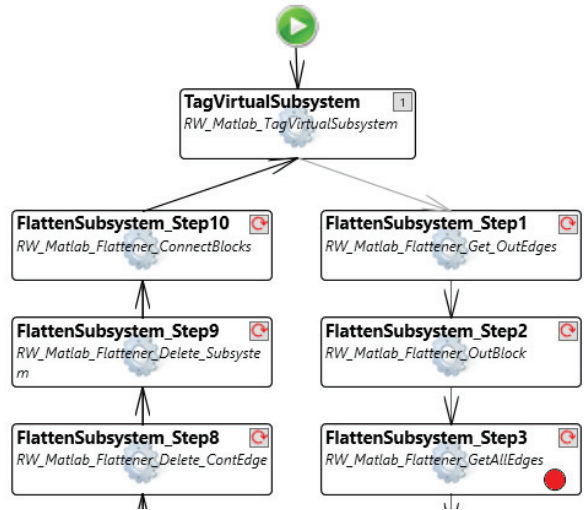 TagVirtualSubsystem 1
RW_Matlab_TagVirtualSubsystem
FlattenSubsystem_Step10
RW_Matlab_Flattener_ConnectBlocks
FlattenSubsystem_Step1
RW_Matlab_Flattener_Get_OutEdges
FlattenSubsystem_Step9
RW_Matlab_Flattener_Delete_Subsyste
m
FlattenSubsystem_Step2
RW_Matlab_Flattener_OutBlock
FlattenSubsystem_Step8
RW_Matlab_Flattener_Delete_ContEdge
FlattenSubsystem_Step3
RW_Matlab_Flattener_GetAllEdges